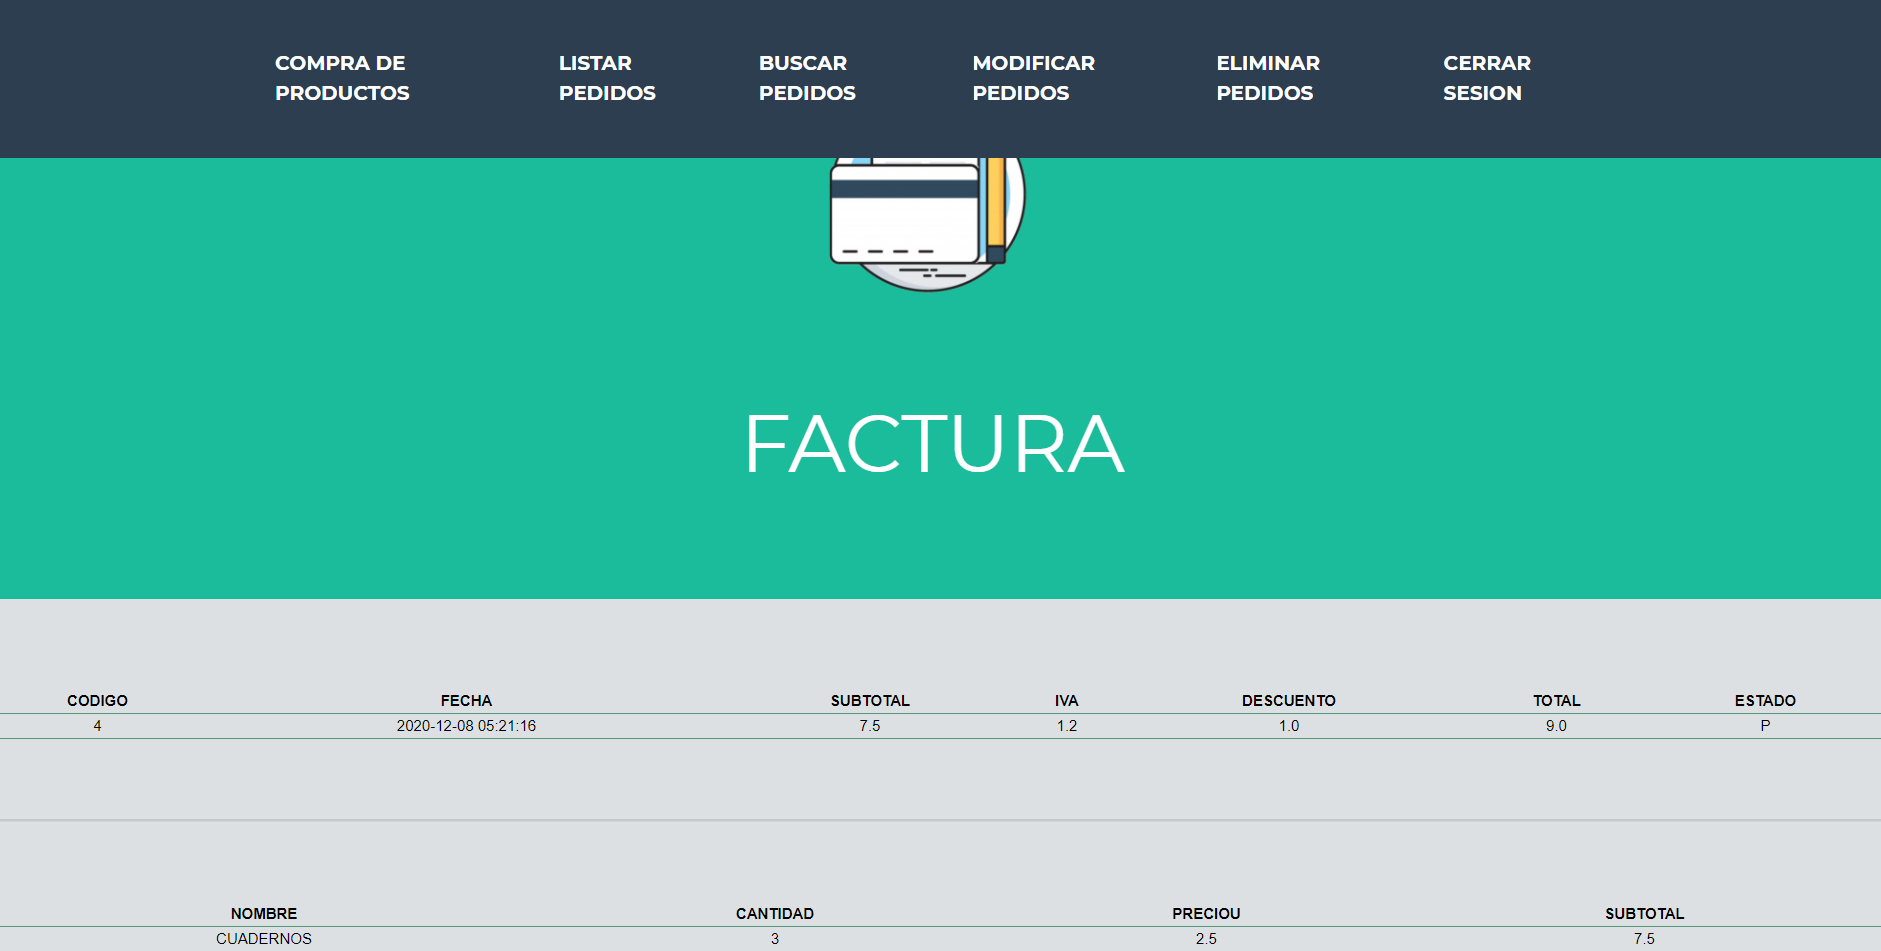 COMPRA DE PRODUCTOS LISTAR PEDIDOS BUSCAR PEDIDOS MODIFICAR PEDIDOS ELIMINAR PEDIDOS CERRAR SESION
FACTURA
CODIGO FECHA SUBTOTAL IVA DESCUENTO TOTAL ESTADO
4 2020-12-08 05:21:16 7.5 1.2 1.0 9.0 P
NOMBRE CANTIDAD PRECIOU SUBTOTAL
CUADERNOS 3 2.5 7.5